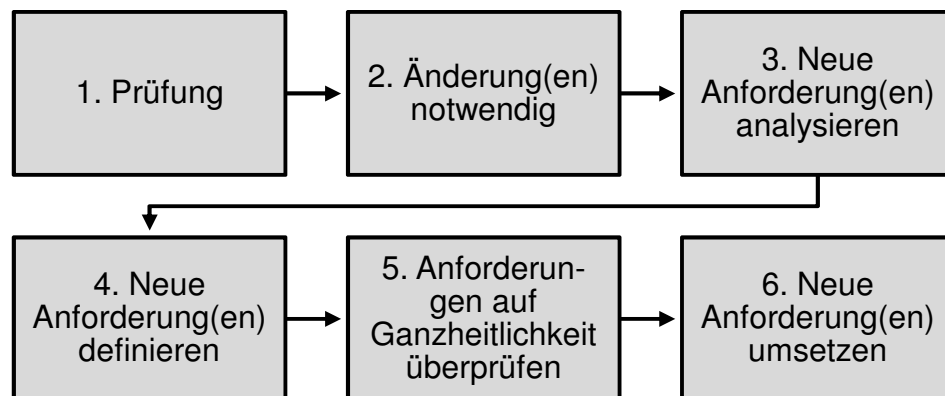 1. Prüfung
2. Änderung(en)
notwendig
3. Neue
Anforderung(en)
analysieren
4. Neue
Anforderung(en)
definieren
5. Anforderun-
gen auf
Ganzheitlichkeit
überprüfen
6. Neue
Anforderung(en)
umsetzen